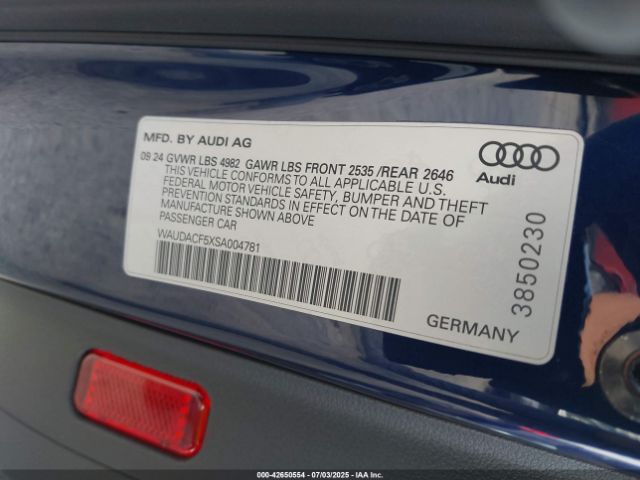 MFD. BY AUDI AG
09 24 GVWR LBS 4982 GAWR LBS FRONT 2535 /REAR 2646
THIS VEHICLE CONFORMS TO ALL APPLICABLE U.S.
FEDERAL MOTOR VEHICLE SAFETY, BUMPER AND THEFT
PREVENTION STANDARDS IN EFFECT ON THE DATE OF
MANUFACTURE SHOWN ABOVE
PASSENGER CAR
WAUDACF5XSA004781
Audi
3850230
GERMANY
000-42650554 - 07/03/2025 - IAAI.com